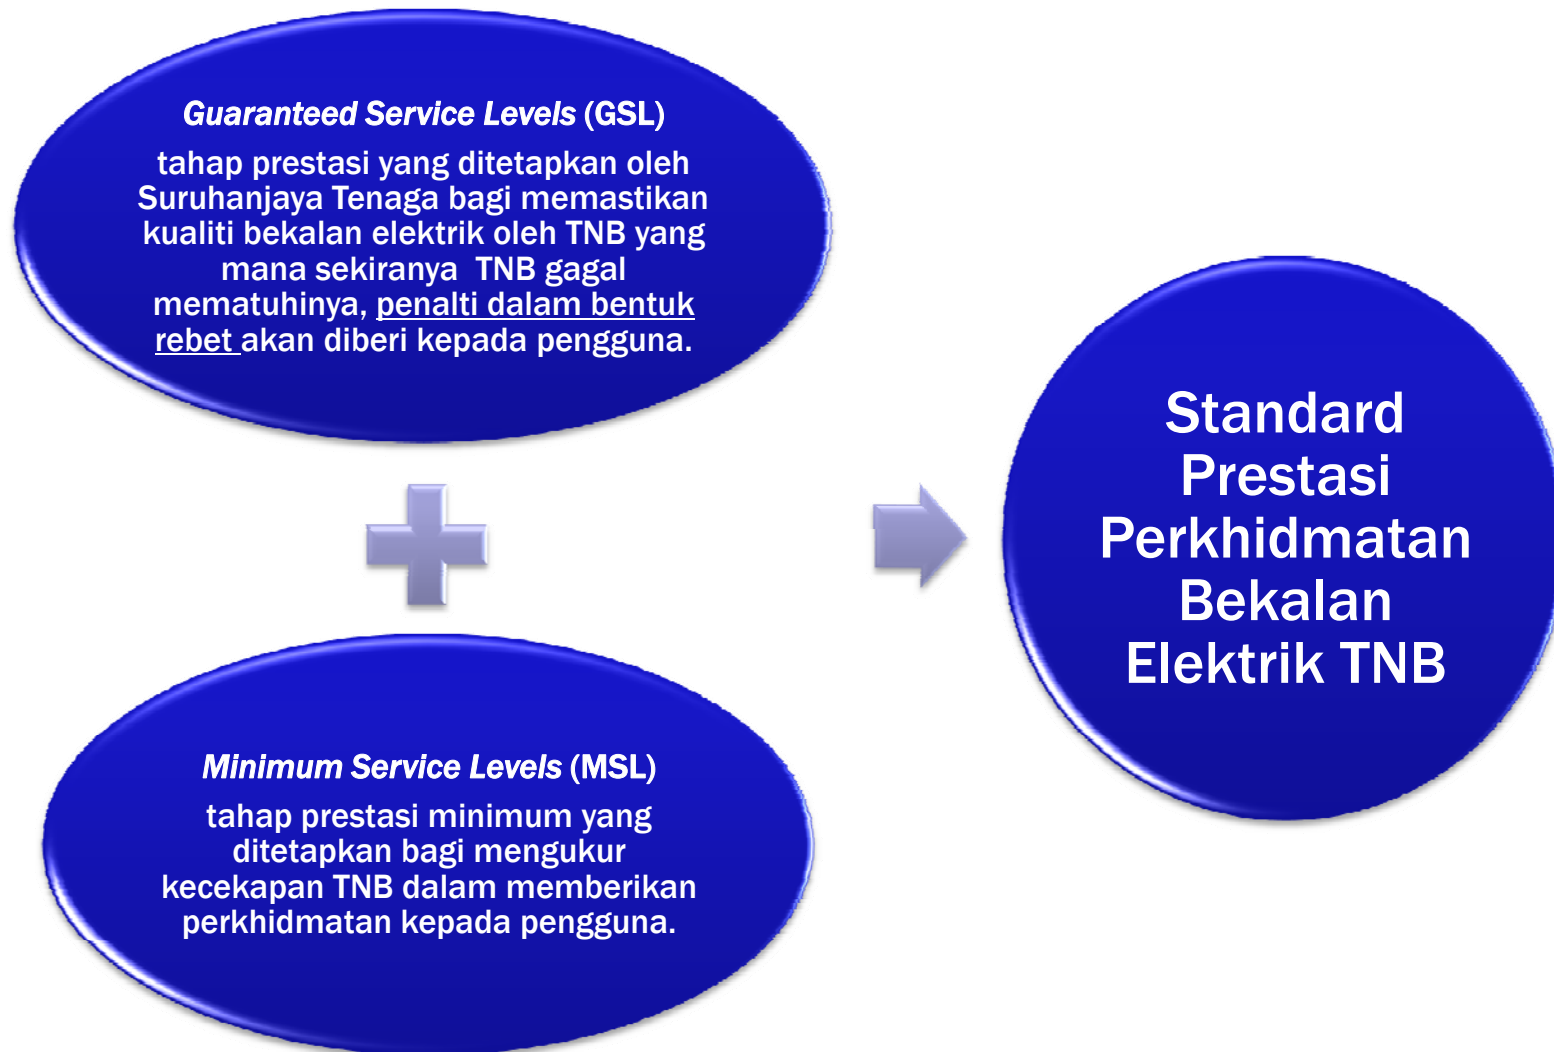 Guaranteed Service Levels (GSL)
tahap prestasi yang ditetapkan oleh
Suruhanjaya Tenaga bagi memastikan
kualiti bekalan elektrik oleh TNB yang
mana sekiranya TNB gagal
mematuhinya, penalti dalam bentuk
rebet akan diberi kepada pengguna.
Minimum Service Levels (MSL)
tahap prestasi minimum yang
ditetapkan bagi mengukur
kecekapan TNB dalam memberikan
perkhidmatan kepada pengguna.
Standard
Prestasi
Perkhidmatan
Bekalan
Elektrik TNB